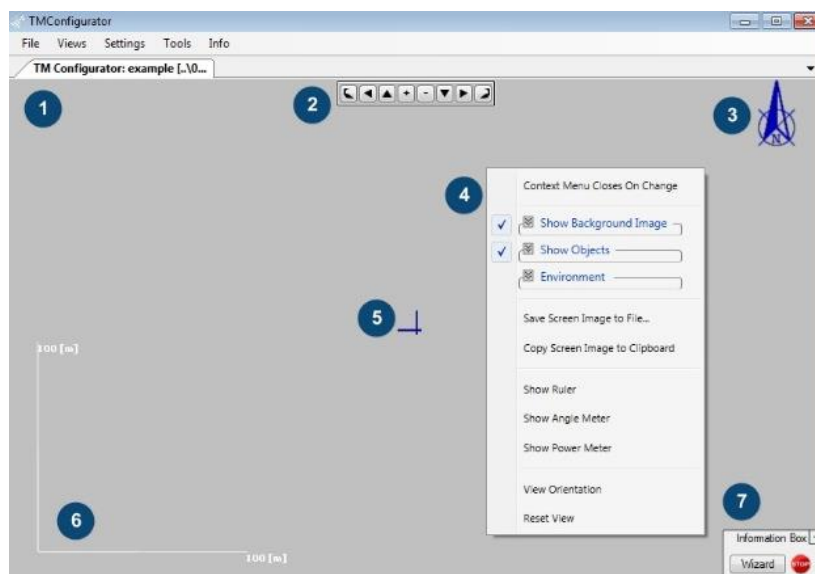 TMConfigurator
File Views Settings Tools Info
TM Configurator: example [..\0...
1
2
3
N
4
Context Menu Closes On Change
Show Background Image
Show Objects
Environment
5
Save Screen Image to File...
100 [m]
Copy Screen Image to Clipboard
Show Ruler
Show Angle Meter
Show Power Meter
View Orientation
Reset View
6
100 [m]
7
Information Box
Wizard STOP